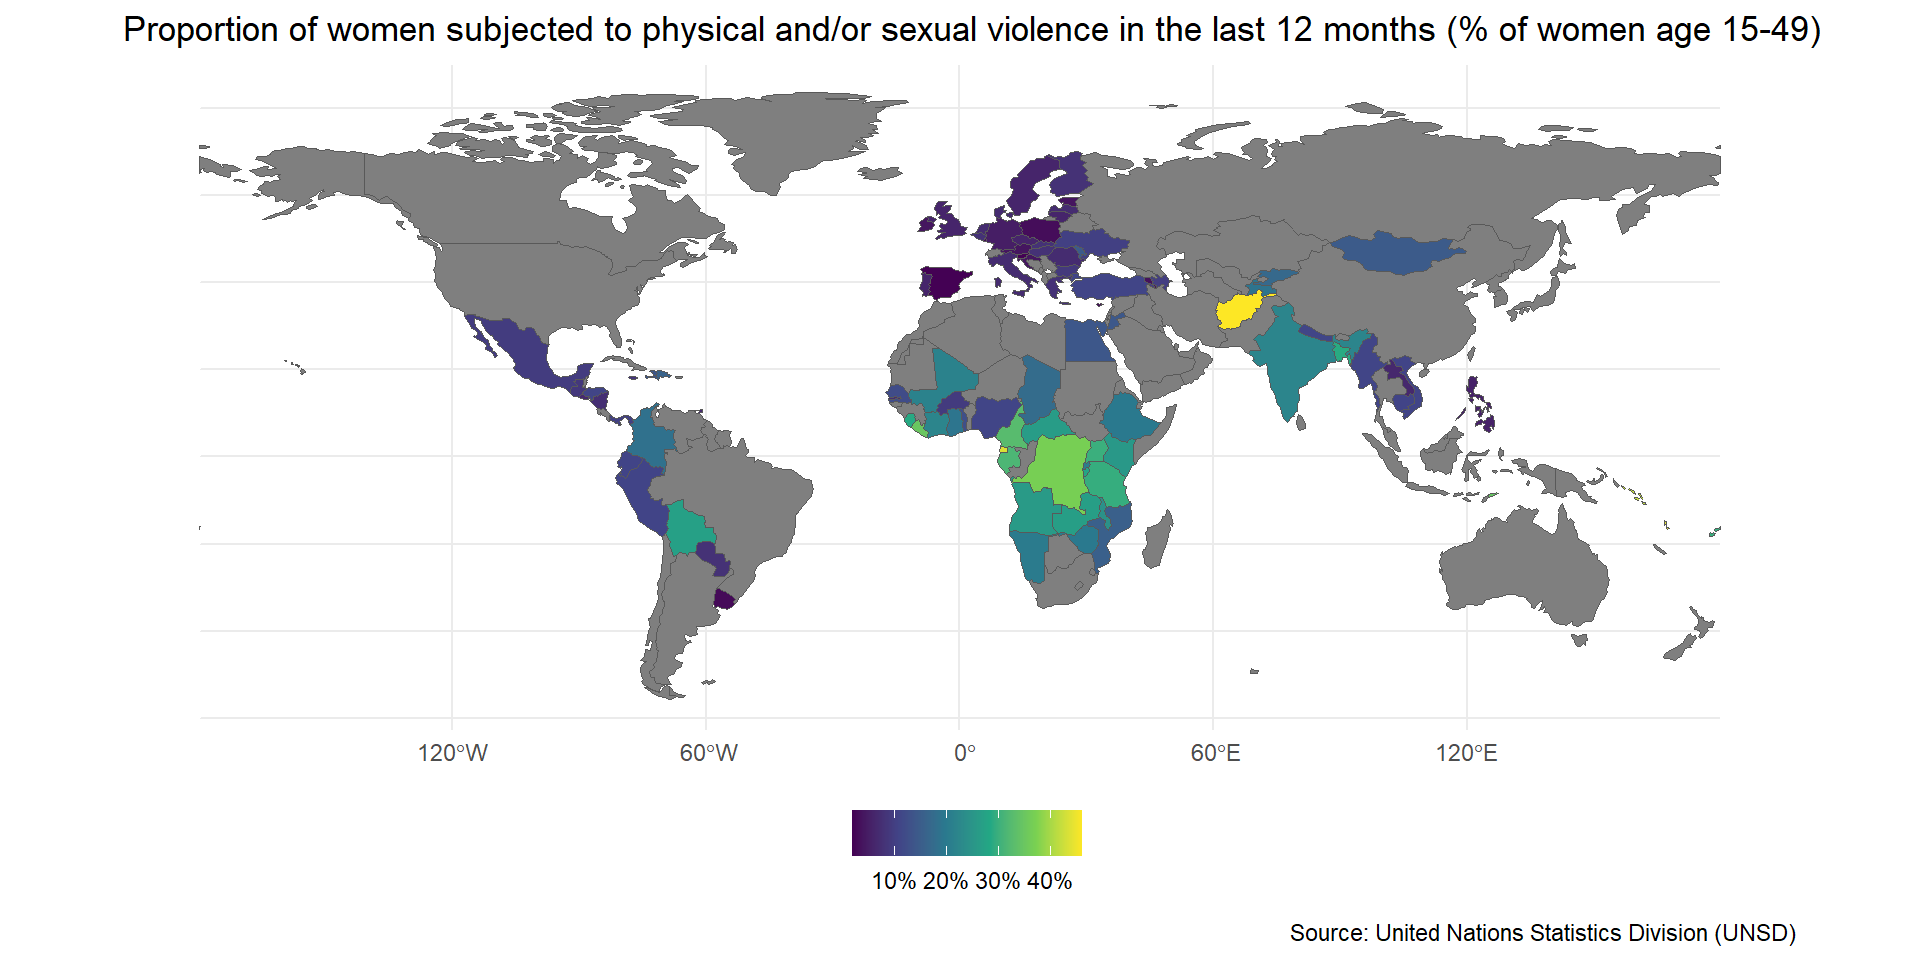 Proportion of women subjected to physical and/or sexual violence in the last 12 months (% of women age 15-49)
120°W 60°W 0° 60°E 120°E
10% 20% 30% 40%
Source: United Nations Statistics Division (UNSD)